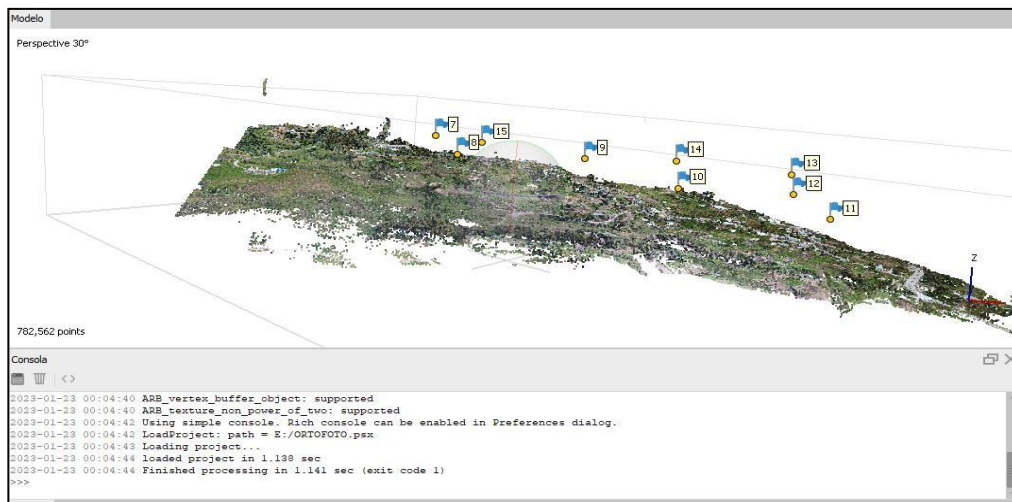 Modelo
Perspective 30°
7
8
15
9
14
10
13
12
11
Z
782,562 points
Consola
2023-01-23 00:04:40 ARB_vertex_buffer_object: supported
2023-01-23 00:04:40 ARB_texture_non_power_of_two: supported
2023-01-23 00:04:42 Using simple console. Rich console can be enabled in Preferences dialog.
2023-01-23 00:04:42 LoadProject: path = E:/ORTOFOTO.psx
2023-01-23 00:04:43 Loading project...
2023-01-23 00:04:44 loaded project in 1.138 sec
2023-01-23 00:04:44 Finished processing in 1.141 sec (exit code 1)
>>>